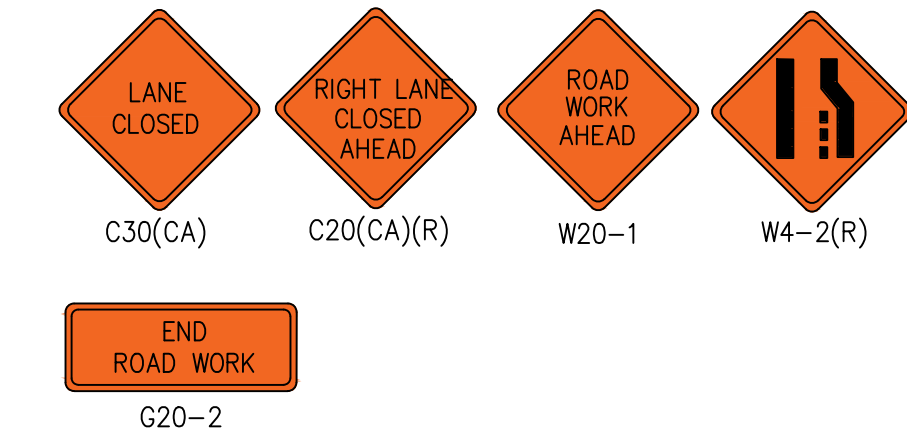 LANE
CLOSED
C30(CA)
RIGHT LANE
CLOSED
AHEAD
C20(CA)(R)
ROAD
WORK
AHEAD
W20-1
W4-2(R)
END
ROAD WORK
G20-2